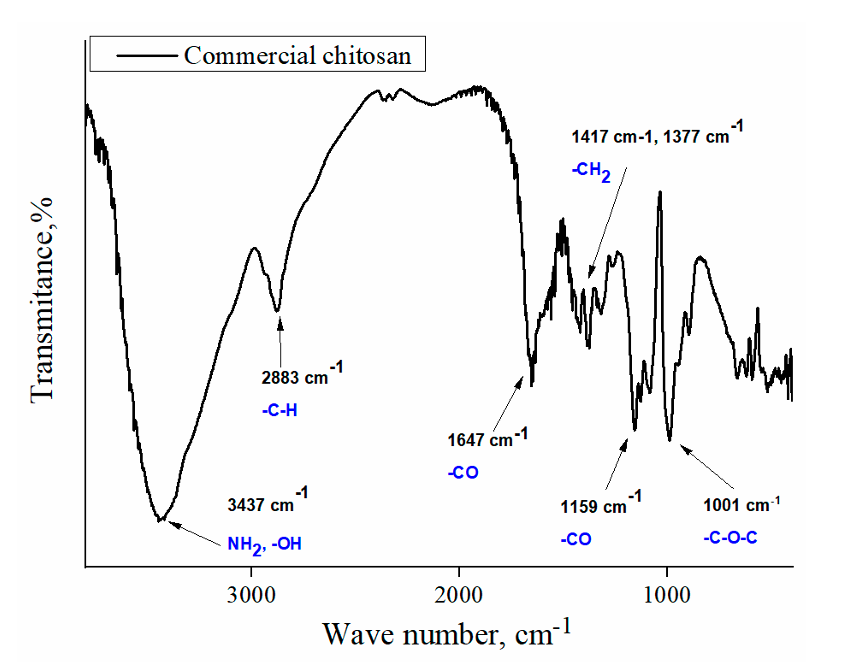 Commercial chitosan
1417 cm-1, 1377 cm⁻¹
-CH₂
2883 cm⁻¹
-C-H
1647 cm⁻¹
-CO
3437 cm⁻¹
NH₂, -OH
1159 cm⁻¹
-CO
1001 cm⁻¹
-C-O-C
Transmitance,%
3000 2000 1000
Wave number, cm⁻¹